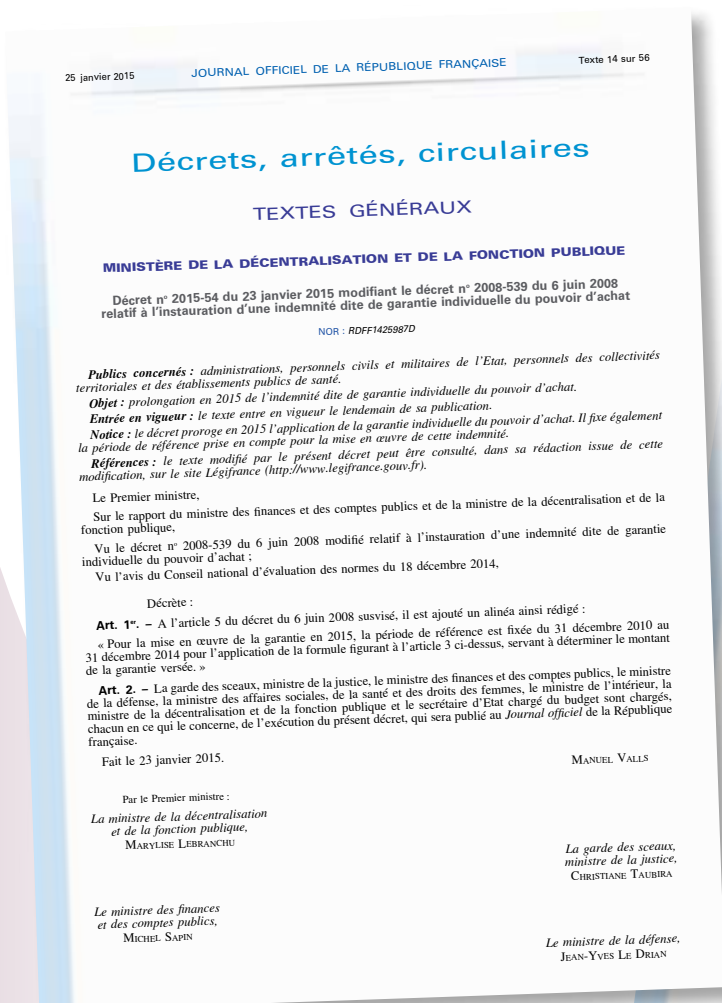 25 janvier 2015 JOURNAL OFFICIEL DE LA RÉPUBLIQUE FRANÇAISE Texte 14 sur 56
Décrets, arrêtés, circulaires
TEXTES GÉNÉRAUX
MINISTÈRE DE LA DÉCENTRALISATION ET DE LA FONCTION PUBLIQUE
Décret nº 2015-54 du 23 janvier 2015 modifiant le décret nº 2008-539 du 6 juin 2008
relatif à l'instauration d'une indemnité dite de garantie individuelle du pouvoir d'achat
NOR : RDFF1425987D
Publics concernés : administrations, personnels civils et militaires de l'Etat, personnels des collectivités
territoriales et des établissements publics de santé.
Objet : prolongation en 2015 de l'indemnité dite de garantie individuelle du pouvoir d'achat.
Entrée en vigueur : le texte entre en vigueur le lendemain de sa publication.
Notice : le décret proroge en 2015 l'application de la garantie individuelle du pouvoir d'achat. Il fixe également
la période de référence prise en compte pour la mise en œuvre de cette indemnité.
Références : le texte modifié par le présent décret peut être consulté, dans sa rédaction issue de cette
modification, sur le site Légifrance (http://www.legifrance.gouv.fr).
Le Premier ministre,
Sur le rapport du ministre des finances et des comptes publics et de la ministre de la décentralisation et de la
fonction publique,
Vu le décret nº 2008-539 du 6 juin 2008 modifié relatif à l'instauration d'une indemnité dite de garantie
individuelle du pouvoir d'achat ;
Vu l'avis du Conseil national d'évaluation des normes du 18 décembre 2014,
Décrète :
Art. 1er. – A l'article 5 du décret du 6 juin 2008 susvisé, il est ajouté un alinéa ainsi rédigé :
« Pour la mise en œuvre de la garantie en 2015, la période de référence est fixée du 31 décembre 2010 au
31 décembre 2014 pour l'application de la formule figurant à l'article 3 ci-dessus, servant à déterminer le montant
de la garantie versée. »
Art. 2. – La garde des sceaux, ministre de la justice, le ministre des finances et des comptes publics, le ministre
de la défense, la ministre des affaires sociales, de la santé et des droits des femmes, le ministre de l'intérieur, la
ministre de la décentralisation et de la fonction publique et le secrétaire d'Etat chargé du budget sont chargés,
chacun en ce qui le concerne, de l'exécution du présent décret, qui sera publié au Journal officiel de la République
française.
Fait le 23 janvier 2015.
MANUEL VALLS
Par le Premier ministre :
La ministre de la décentralisation
et de la fonction publique,
MARYLISE LEBRANCHU
La garde des sceaux,
ministre de la justice,
CHRISTIANE TAUBIRA
Le ministre des finances
et des comptes publics,
MICHEL SAPIN
Le ministre de la défense,
JEAN-YVES LE DRIAN